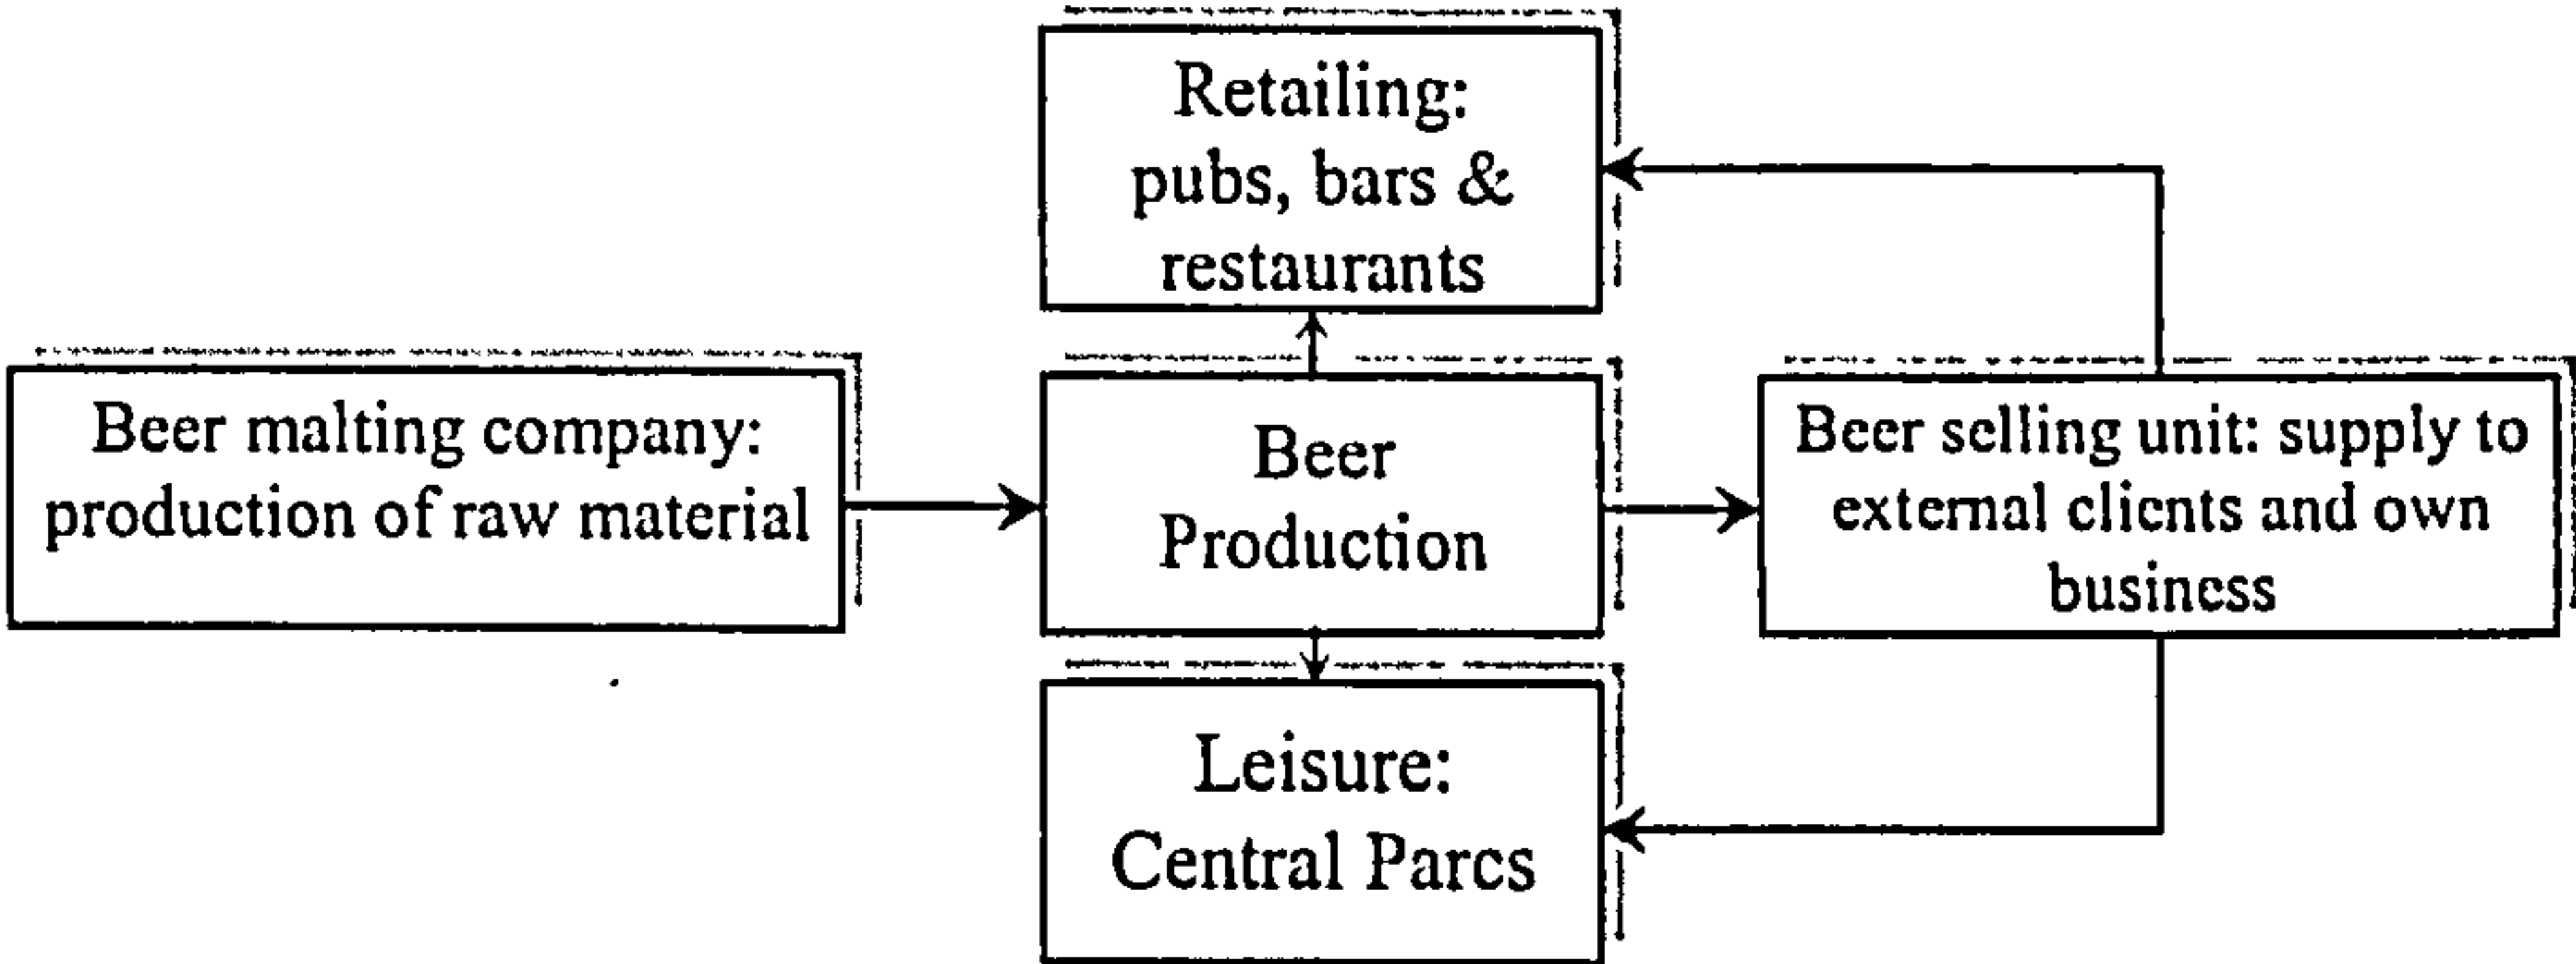 Retailing:
pubs, bars &
restaurants
Beer malting company:
production of raw material
Beer
Production
Beer selling unit: supply to
external clients and own
business
Leisure:
Central Parcs